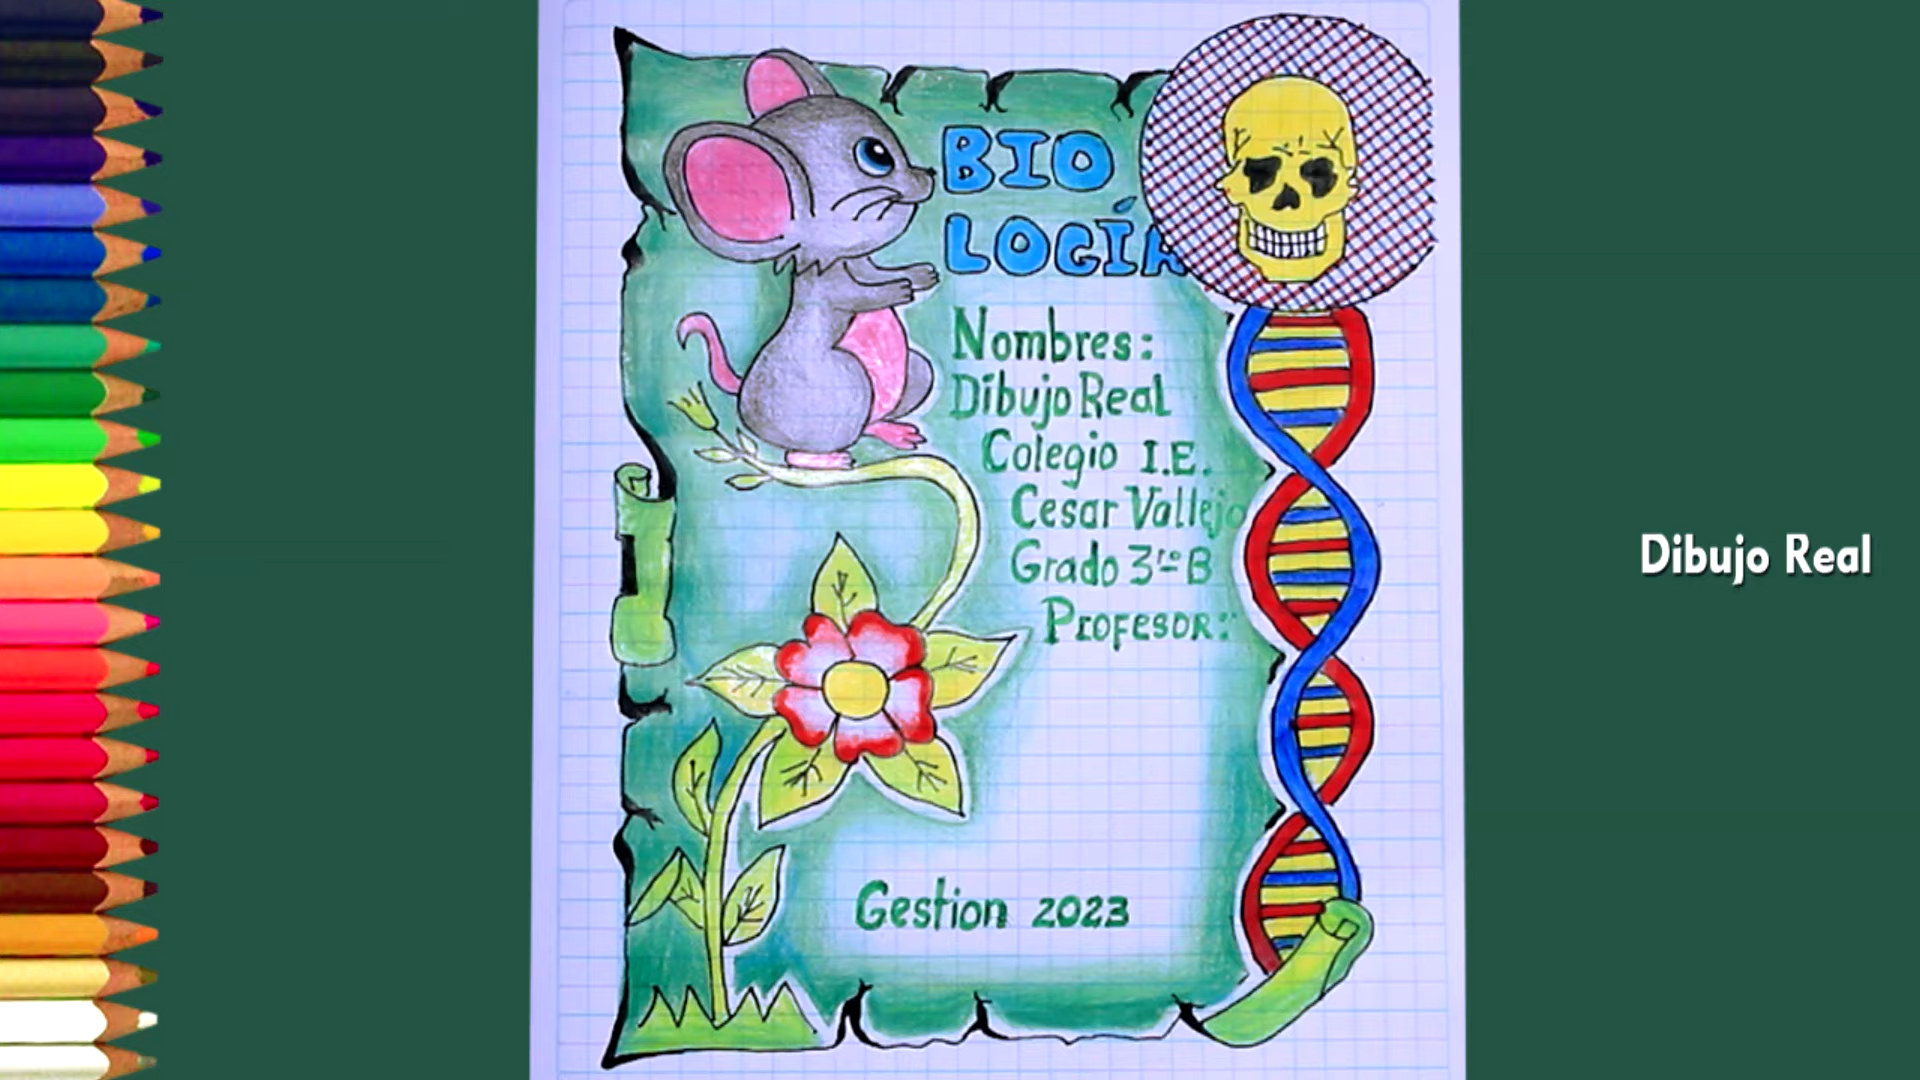 BIO
LOGÍA
Nombres:
Dibujo Real
Colegio I.E.
Cesar Vallejo
Grado 3ro B
Profesor:
Gestion 2023
Dibujo Real